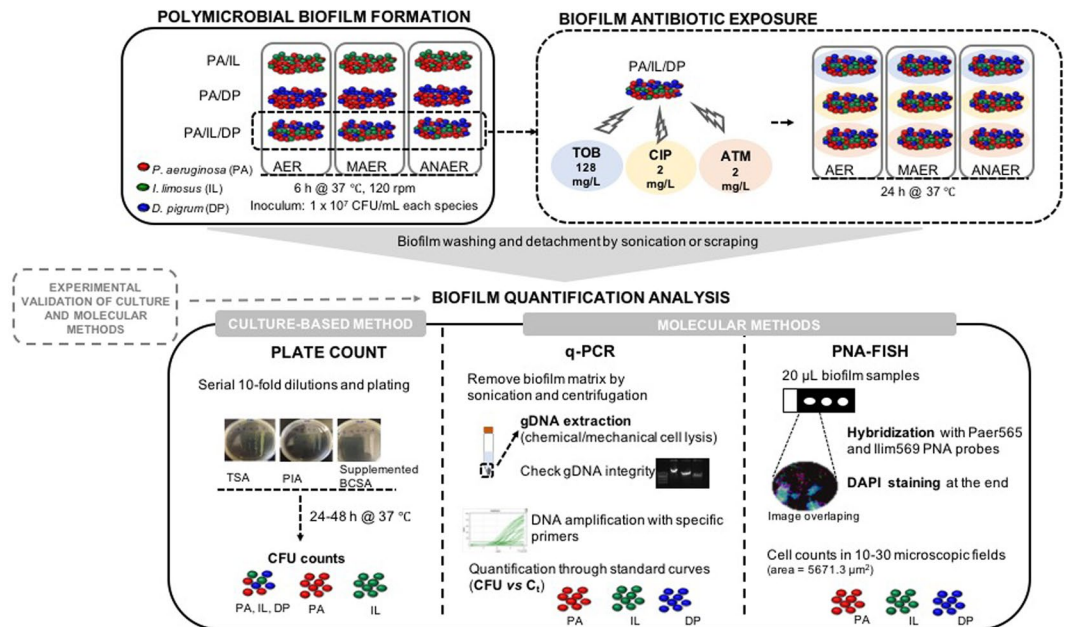 POLYMICROBIAL BIOFILM FORMATION
PA/IL
PA/DP
PA/IL/DP
AER MAER ANAER
P. aeruginosa (PA)
I. limosus (IL)
D. pigrum (DP)
6 h @ 37 °C, 120 rpm
Inoculum: 1 x 10⁷ CFU/mL each species
BIOFILM ANTIBIOTIC EXPOSURE
PA/IL/DP
TOB
128
mg/L
CIP
2
mg/L
ATM
2
mg/L
AER MAER ANAER
24 h @ 37 °C
Biofilm washing and detachment by sonication or scraping
EXPERIMENTAL
VALIDATION OF CULTURE
AND MOLECULAR
METHODS
BIOFILM QUANTIFICATION ANALYSIS
CULTURE-BASED METHOD
MOLECULAR METHODS
PLATE COUNT
Serial 10-fold dilutions and plating
TSA
PIA
Supplemented
BCSA
24-48 h @ 37 °C
CFU counts
PA, IL, DP
PA
IL
q-PCR
Remove biofilm matrix by
sonication and centrifugation
gDNA extraction
(chemical/mechanical cell lysis)
Check gDNA integrity
DNA amplification with specific
primers
Quantification through standard curves
(CFU vs Cₜ)
PA
IL
DP
PNA-FISH
20 µL biofilm samples
Hybridization with Paer565
and Ilim569 PNA probes
DAPI staining at the end
Image overlaping
Cell counts in 10-30 microscopic fields
(area = 5671.3 µm²)
PA
IL
DP